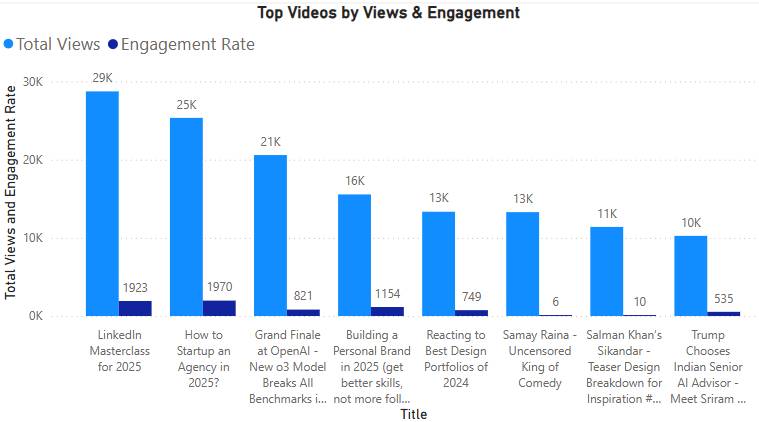 Top Videos by Views & Engagement
Total Views
Engagement Rate
Total Views and Engagement Rate
30K
20K
10K
0K
29K
1923
25K
1970
21K
821
16K
1154
13K
749
13K
6
11K
10
10K
535
LinkedIn
Masterclass
for 2025
How to
Startup an
Agency in
2025?
Grand Finale
at OpenAI -
New o3 Model
Breaks All
Benchmarks i...
Building a
Personal Brand
in 2025 (get
better skills,
not more foll...
Reacting to
Best Design
Portfolios of
2024
Samay Raina -
Uncensored
King of
Comedy
Salman Khan's
Sikandar -
Teaser Design
Breakdown for
Inspiration #...
Trump
Chooses
Indian Senior
AI Advisor -
Meet Sriram ...
Title